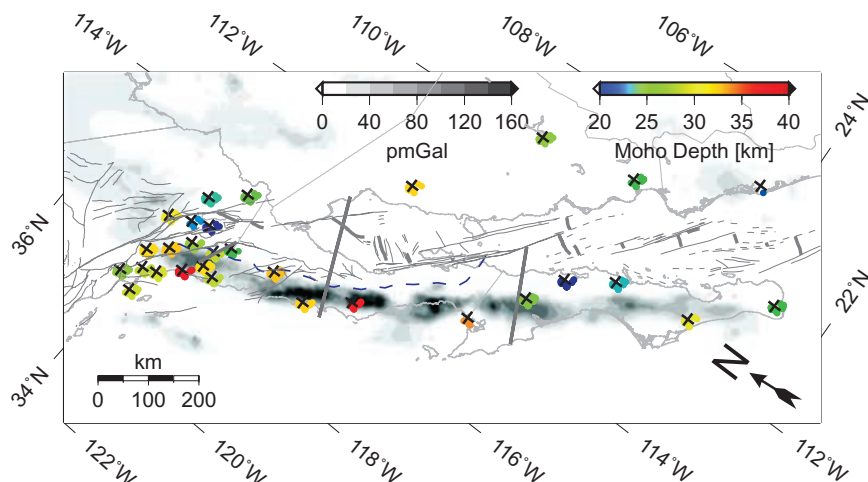 114˚W
112˚W
110˚W
108˚W
106˚W
0 40 80 120 160
pmGal
20 25 30 35 40
Moho Depth [km]
24˚N
36˚N
22˚N
34˚N
km
0 100 200
N
122˚W
120˚W
118˚W
116˚W
114˚W
112˚W